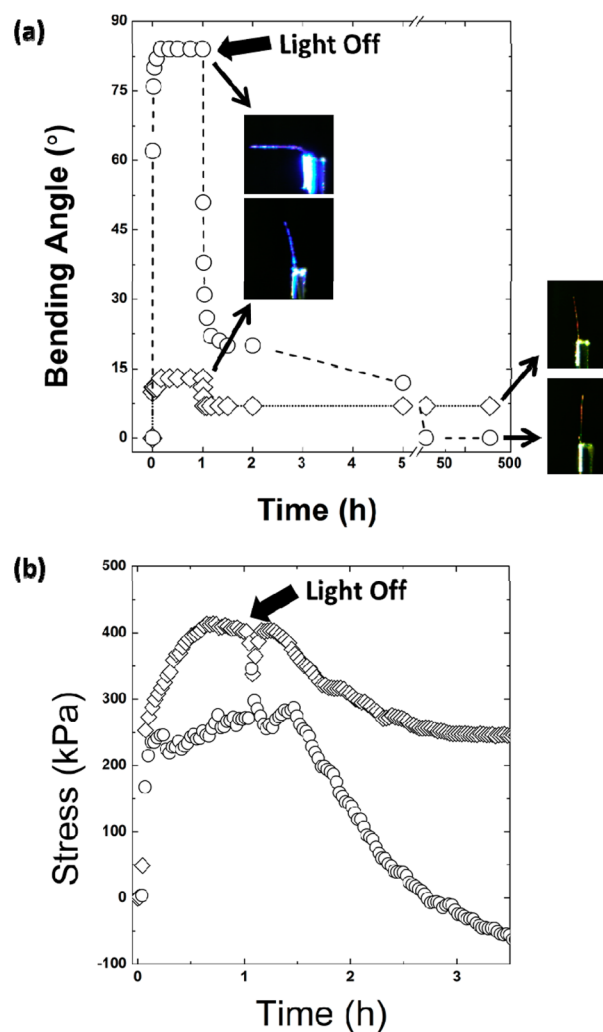 (a)
90
Light Off
75
60
45
30
15
0
Bending Angle (°)
0 1 2 3 4 5 50 500
Time (h)
(b)
500
Light Off
400
300
200
100
0
-100
Stress (kPa)
0 1 2 3
Time (h)